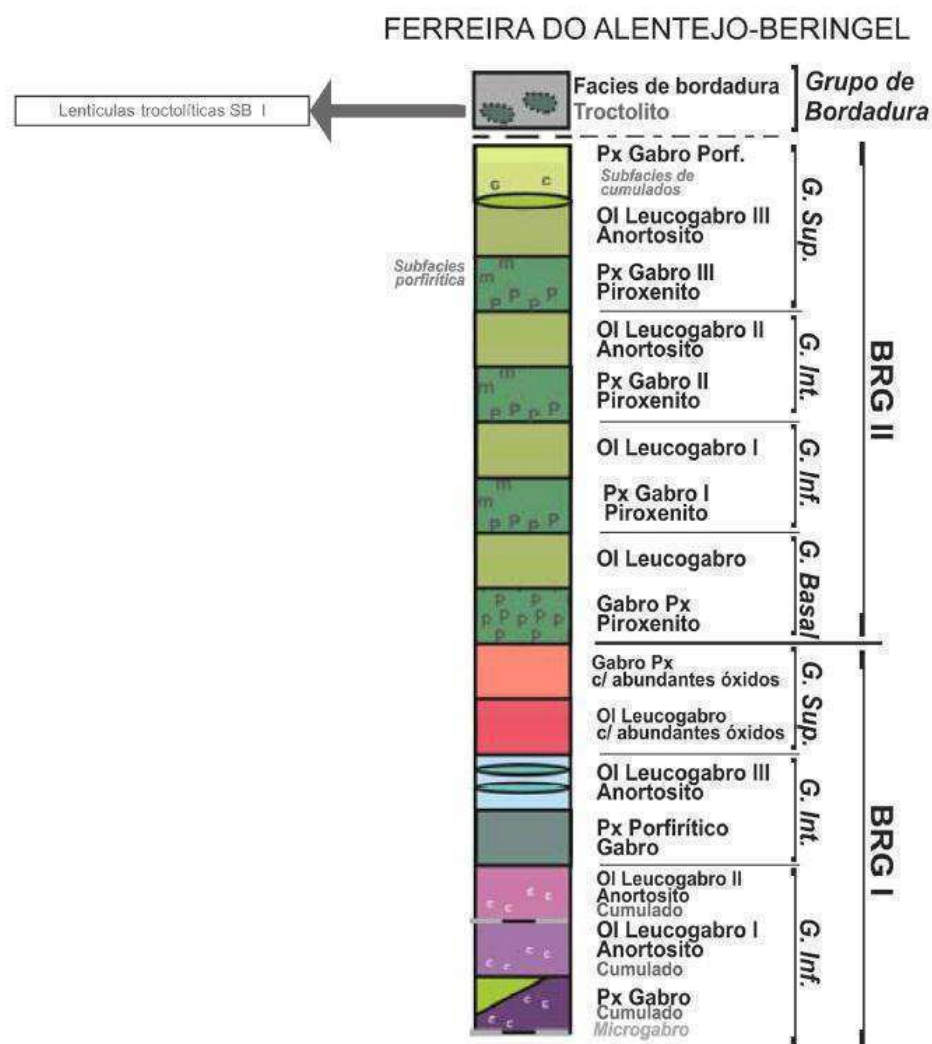 FERREIRA DO ALENTEJO-BERINGEL
Lentículas troctolíticas SB I
Facies de bordadura
Troctolito
Grupo de
Bordadura
Px Gabro Porf.
Subfacies de
cumulados
c c
Ol Leucogabro III
Anortosito
Subfacies
porfirítica
Px Gabro III
Piroxenito
m m
P P P P
G. Sup.
Ol Leucogabro II
Anortosito
Px Gabro II
Piroxenito
m m
P P P P
G. Int.
Ol Leucogabro I
Px Gabro I
Piroxenito
m m
P P P P
G. Inf.
Ol Leucogabro
Gabro Px
Piroxenito
P P
P P P P
P P
G. Basal
BRG II
Gabro Px
c/ abundantes óxidos
Ol Leucogabro
c/ abundantes óxidos
G. Sup.
Ol Leucogabro III
Anortosito
Px Porfirítico
Gabro
G. Int.
Ol Leucogabro II
Anortosito
Cumulado
c c c c
Ol Leucogabro I
Anortosito
Cumulado
c c c c
Px Gabro
Cumulado
Microgabro
c c c c
G. Inf.
BRG I